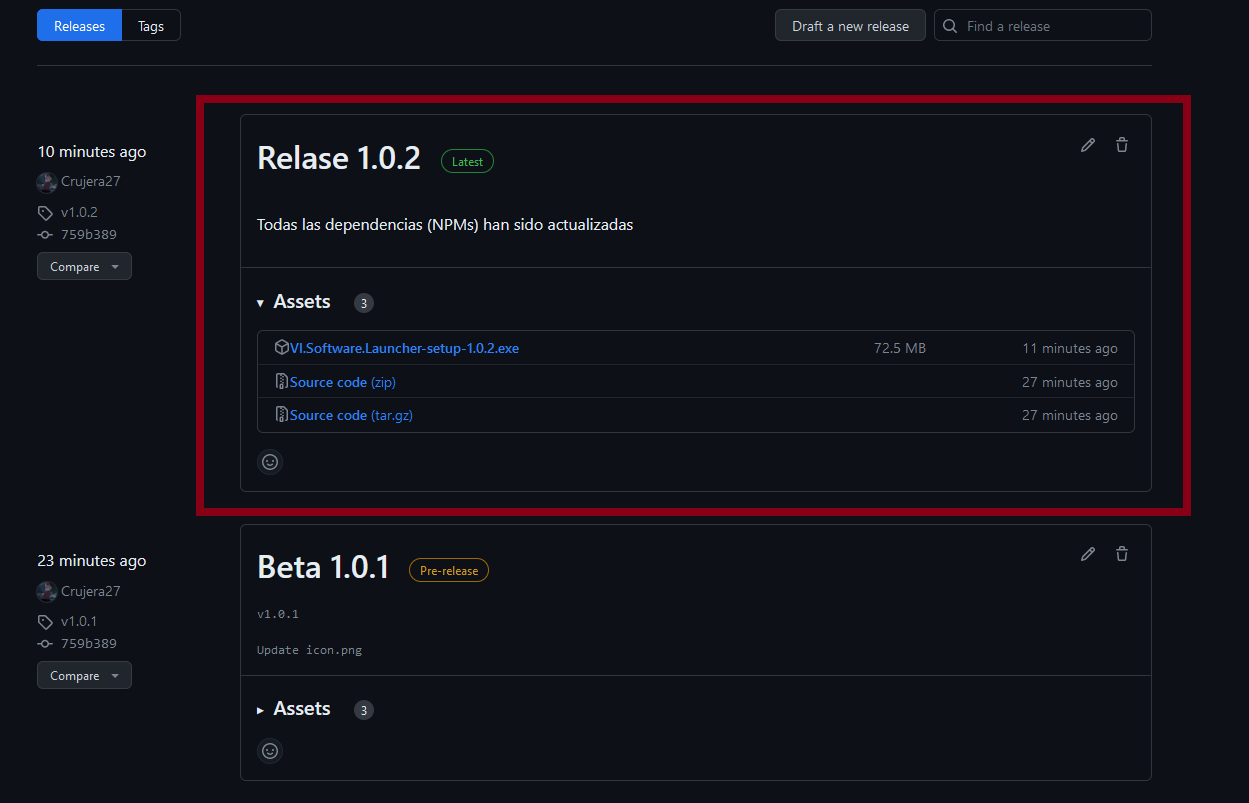 Releases Tags Draft a new release Find a release
10 minutes ago
Crujera27
v1.0.2
759b389
Compare
Relase 1.0.2 Latest
Todas las dependencias (NPMs) han sido actualizadas
Assets 3
VI.Software.Launcher-setup-1.0.2.exe 72.5 MB 11 minutes ago
Source code (zip) 27 minutes ago
Source code (tar.gz) 27 minutes ago
23 minutes ago
Crujera27
v1.0.1
759b389
Compare
Beta 1.0.1 Pre-release
v1.0.1
Update icon.png
Assets 3